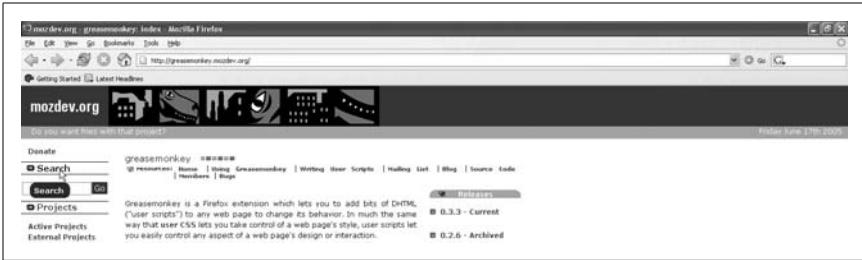 mozdev.org - greasemonkey: index - Mozilla Firefox
File Edit View Go Bookmarks Tools Help
http://greasemonkey.mozdev.org/
Go
Getting Started Latest Headlines
mozdev.org
Do you want fries with that project?
Friday June 17th 2005
Donate
Search
Search
Go
Projects
Active Projects
External Projects
greasemonkey
resources: Home | Using Greasemonkey | Writing User Scripts | Mailing List | Blog | Source Code
| Members | Bugs
Greasemonkey is a Firefox extension which lets you to add bits of DHTML
("user scripts") to any web page to change its behavior. In much the same
way that user CSS lets you take control of a web page's style, user scripts let
you easily control any aspect of a web page's design or interaction.
Releases
0.3.3 - Current
0.2.6 - Archived